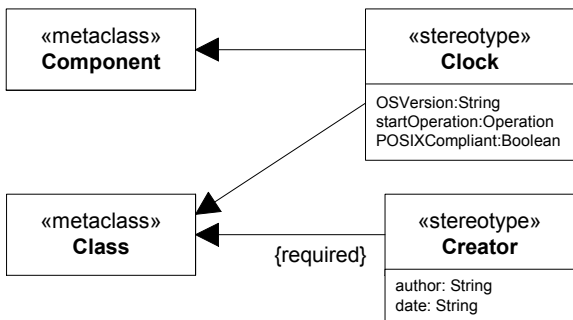 «metaclass»
Component
«stereotype»
Clock
OSVersion:String
startOperation:Operation
POSIXCompliant:Boolean
«metaclass»
Class
{required}
«stereotype»
Creator
author: String
date: String